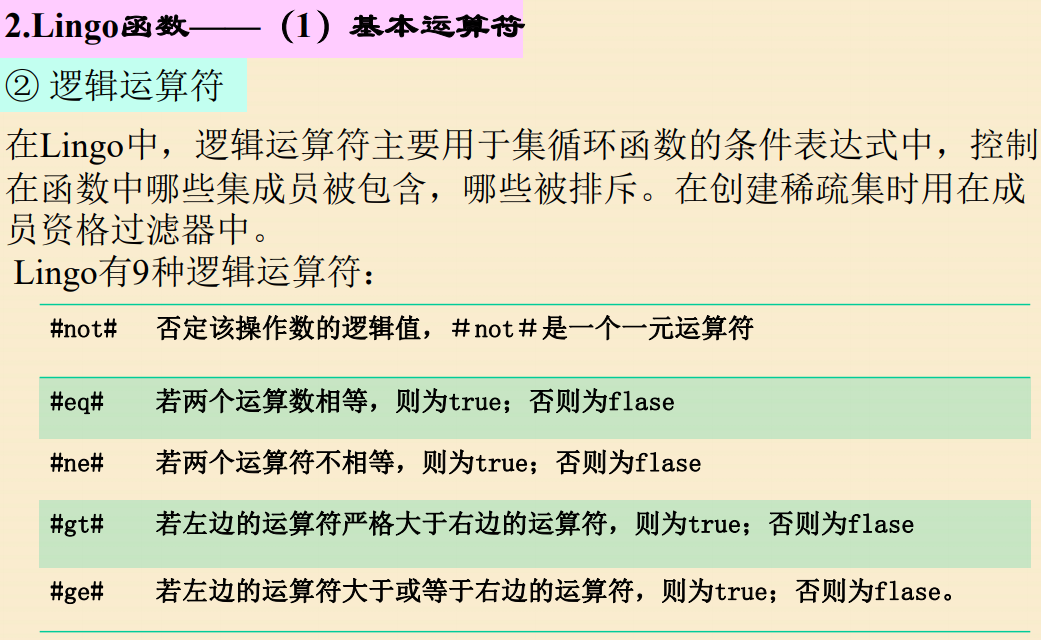 2.Lingo函数——（1）基本运算符
② 逻辑运算符
在Lingo中，逻辑运算符主要用于集循环函数的条件表达式中，控制
在函数中哪些集成员被包含，哪些被排斥。在创建稀疏集时用在成
员资格过滤器中。
Lingo有9种逻辑运算符：
#not# 否定该操作数的逻辑值，＃not＃是一个一元运算符
#eq# 若两个运算数相等，则为true；否则为flase
#ne# 若两个运算符不相等，则为true；否则为flase
#gt# 若左边的运算符严格大于右边的运算符，则为true；否则为flase
#ge# 若左边的运算符大于或等于右边的运算符，则为true；否则为flase。